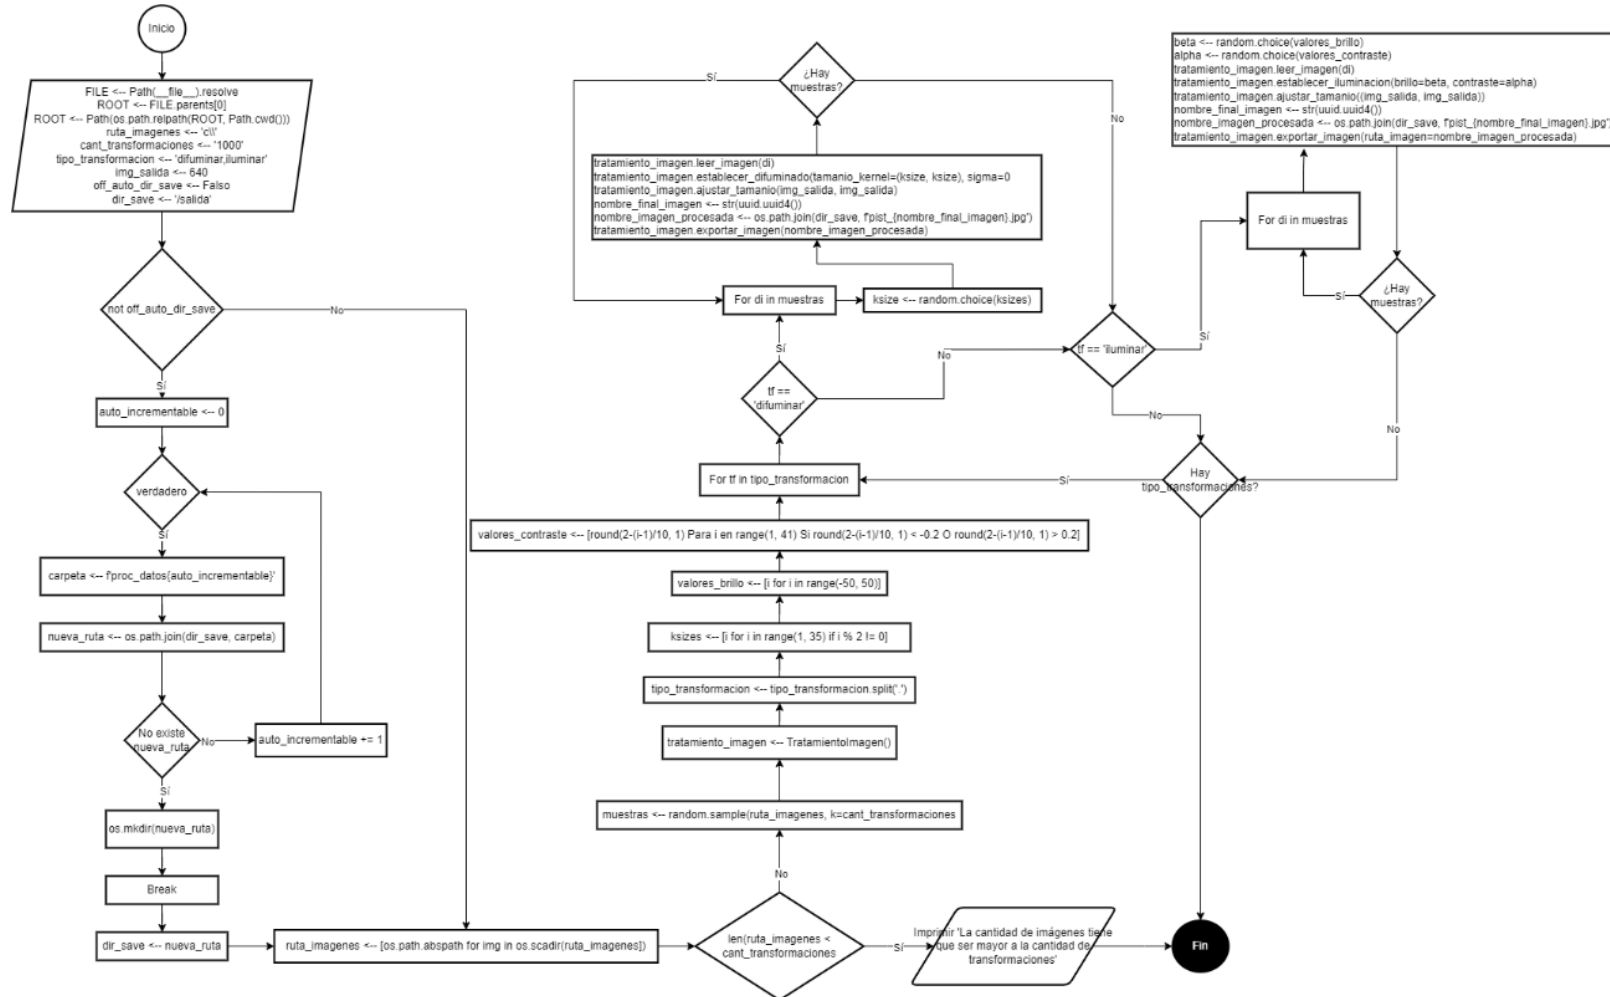 Inicio
FILE <-- Path(__file__).resolve
ROOT <-- FILE.parents[0]
ROOT <-- Path(os.path.relpath(ROOT, Path.cwd()))
ruta_imagenes <-- 'c\\'
cant_transformaciones <-- '1000'
tipo_transformacion <-- 'difuminar,iluminar'
img_salida <-- 640
off_auto_dir_save <-- Falso
dir_save <-- '/salida'
not off_auto_dir_save
No
Sí
auto_incrementable <-- 0
verdadero
Sí
carpeta <-- f'proc_datos{auto_incrementable}'
nueva_ruta <-- os.path.join(dir_save, carpeta)
No existe
nueva_ruta
No
auto_incrementable += 1
Sí
os.mkdir(nueva_ruta)
Break
dir_save <-- nueva_ruta
ruta_imagenes <-- [os.path.abspath for img in os.scadir(ruta_imagenes])
len(ruta_imagenes <
cant_transformaciones
Sí
Imprimir 'La cantidad de imágenes tiene
que ser mayor a la cantidad de
transformaciones'
Fin
No
muestras <-- random.sample(ruta_imagenes, k=cant_transformaciones
tratamiento_imagen <-- TratamientoImagen()
tipo_transformacion <-- tipo_transformacion.split(',')
ksizes <-- [i for i in range(1, 35) if i % 2 != 0]
valores_brillo <-- [i for i in range(-50, 50)]
valores_contraste <-- [round(2-(i-1)/10, 1) Para i en range(1, 41) Si round(2-(i-1)/10, 1) < -0.2 O round(2-(i-1)/10, 1) > 0.2]
For tf in tipo_transformacion
tf ==
'difuminar'
Sí
No
For di in muestras
ksize <-- random.choice(ksizes)
tratamiento_imagen.leer_imagen(di)
tratamiento_imagen.establecer_difuminado(tamanio_kernel=(ksize, ksize), sigma=0
tratamiento_imagen.ajustar_tamanio(img_salida, img_salida)
nombre_final_imagen <-- str(uuid.uuid4())
nombre_imagen_procesada <-- os.path.join(dir_save, f'pist_{nombre_final_imagen}.jpg')
tratamiento_imagen.exportar_imagen(nombre_imagen_procesada)
¿Hay
muestras?
Sí
No
tf == 'iluminar'
Sí
No
For di in muestras
beta <-- random.choice(valores_brillo)
alpha <-- random.choice(valores_contraste)
tratamiento_imagen.leer_imagen(di)
tratamiento_imagen.establecer_iluminacion(brillo=beta, contraste=alpha)
tratamiento_imagen.ajustar_tamanio((img_salida, img_salida))
nombre_final_imagen <-- str(uuid.uuid4())
nombre_imagen_procesada <-- os.path.join(dir_save, f'pist_{nombre_final_imagen}.jpg')
tratamiento_imagen.exportar_imagen(ruta_imagen=nombre_imagen_procesada)
¿Hay
muestras?
Sí
No
Hay
tipo_transformaciones?
Sí